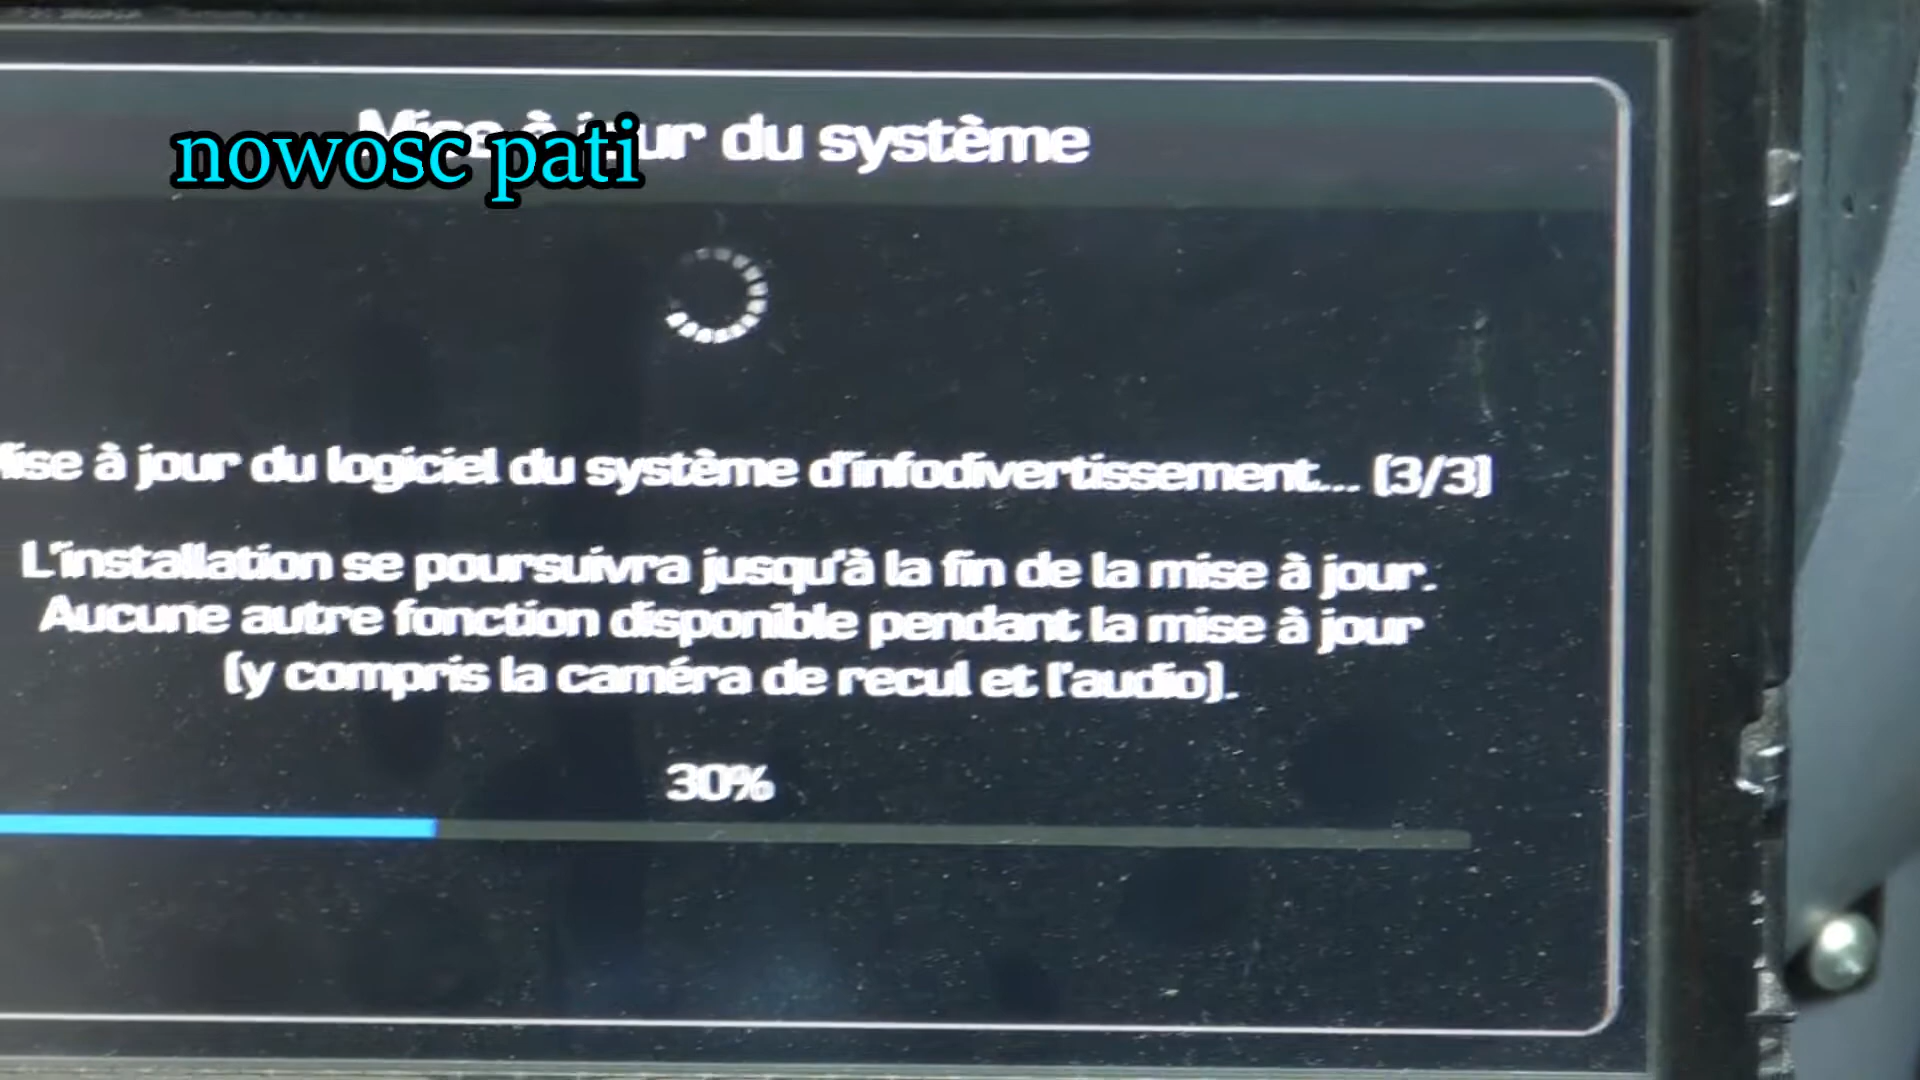 Mise à jour du système
nowosc pati
ise à jour du logiciel du système d'infodivertissement... (3/3)
L'installation se poursuivra jusqu'à la fin de la mise à jour.
Aucune autre fonction disponible pendant la mise à jour
(y compris la caméra de recul et l'audio).
30%